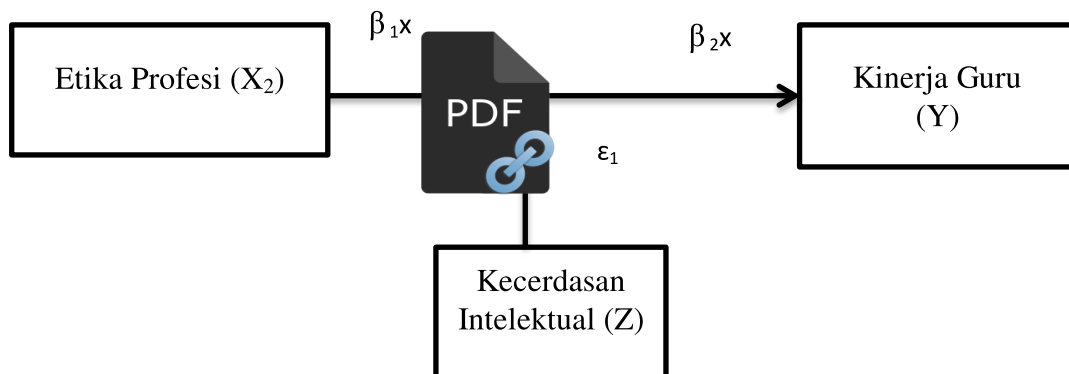 β₁x
β₂x
Etika Profesi (X₂)
PDF
Kinerja Guru
(Y)
ε₁
Kecerdasan
Intelektual (Z)